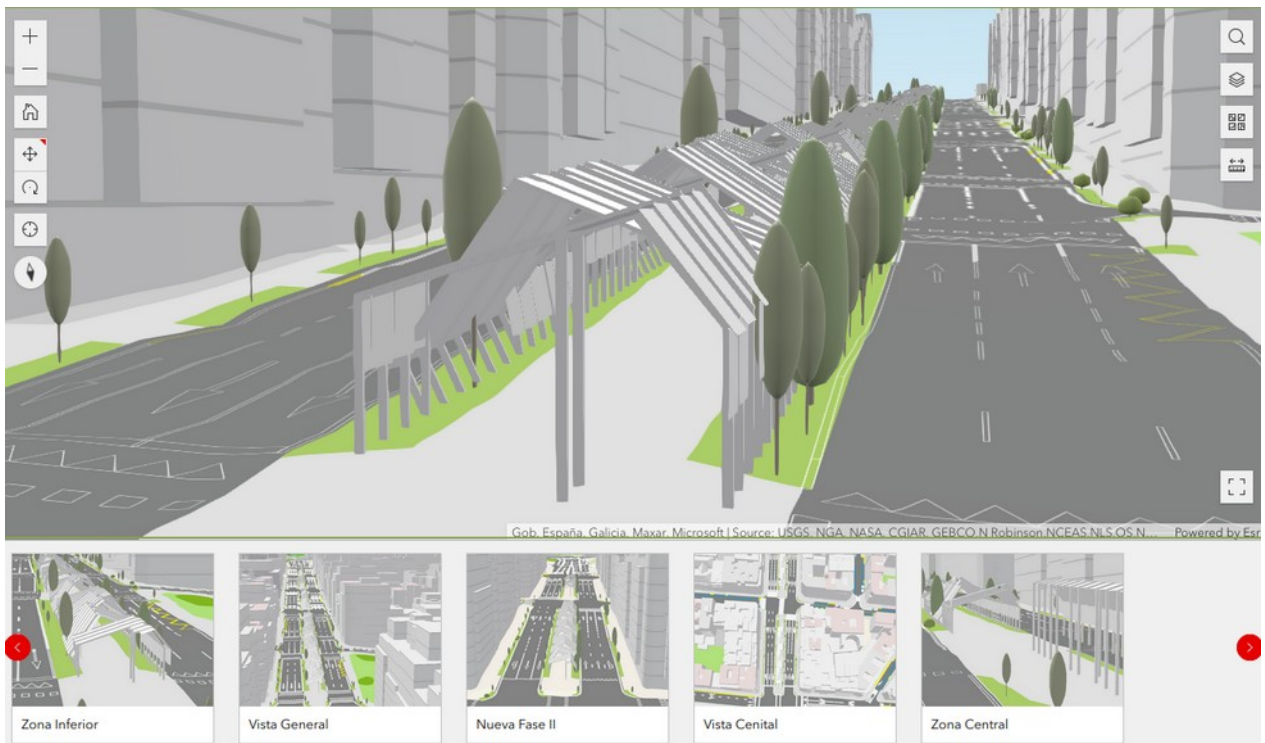 Gob. España, Galicia, Maxar, Microsoft | Source: USGS, NGA, NASA, CGIAR, GEBCO,N Robinson,NCEAS,NLS,OS,N... Powered by Esr
Zona Inferior
Vista General
Nueva Fase II
Vista Cenital
Zona Central